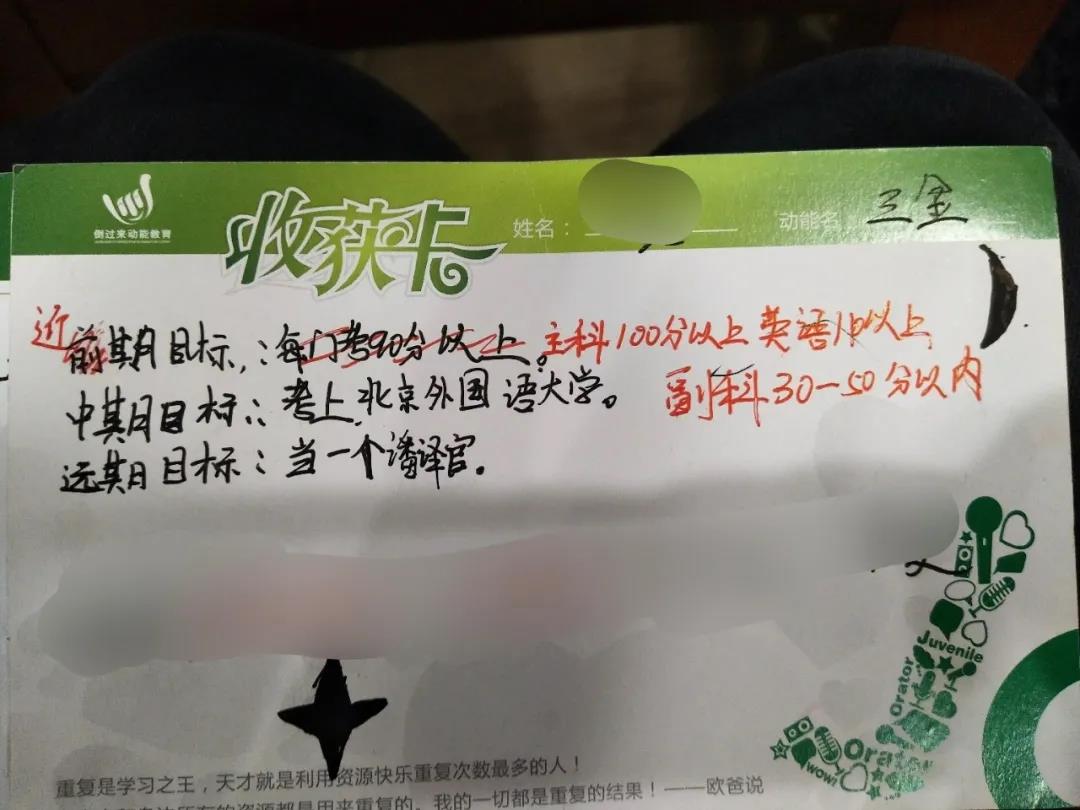 倒过来动能教育
收获卡
姓名：
动能名 三金
近前期目标：每门考90分以上。主科100分以上 英语110以上
副科30-50分以内
中期目标：考上北京外国语大学。
远期目标：当一个潘译官。
Juvenile
Orator
Orator
wow!
重复是学习之王，天才就是利用资源快乐重复次数最多的人！
所有的资源都是用来重复的。我的一切都是重复的结果！——欧爸说